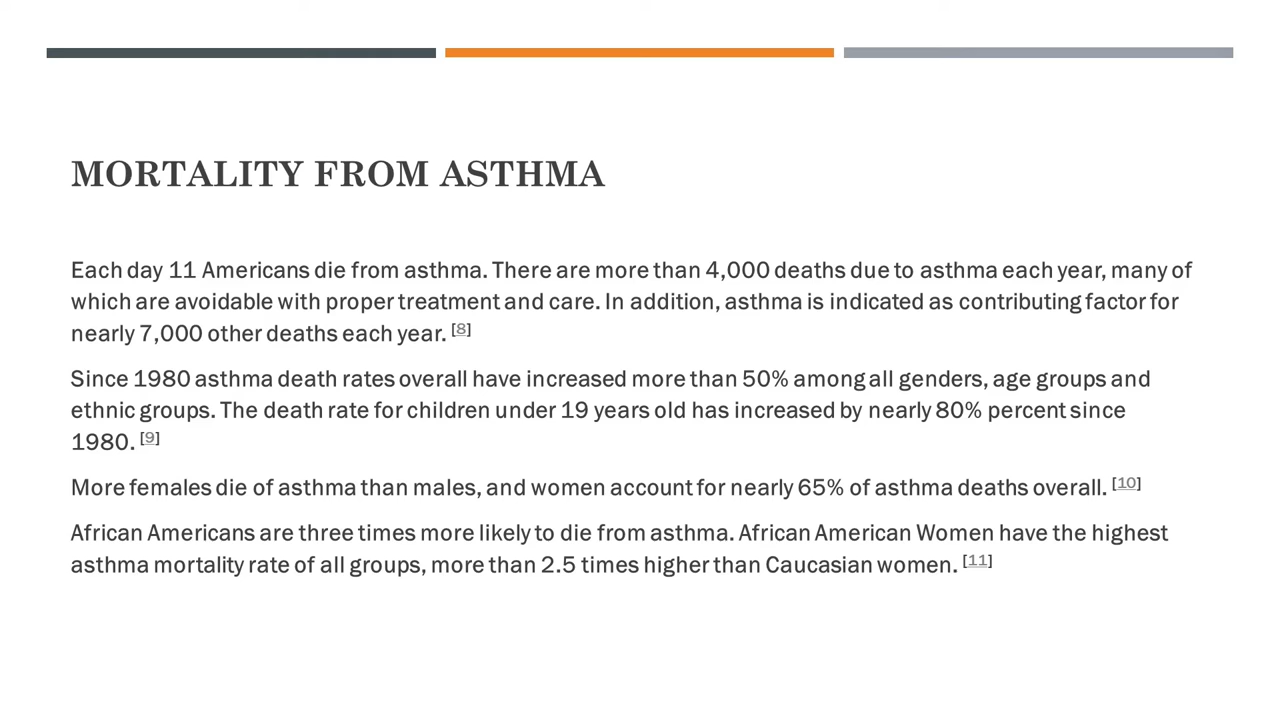 MORTALITY FROM ASTHMA
Each day 11 Americans die from asthma. There are more than 4,000 deaths due to asthma each year, many of
which are avoidable with proper treatment and care. In addition, asthma is indicated as contributing factor for
nearly 7,000 other deaths each year. [8]
Since 1980 asthma death rates overall have increased more than 50% among all genders, age groups and
ethnic groups. The death rate for children under 19 years old has increased by nearly 80% percent since
1980. [9]
More females die of asthma than males, and women account for nearly 65% of asthma deaths overall. [10]
African Americans are three times more likely to die from asthma. African American Women have the highest
asthma mortality rate of all groups, more than 2.5 times higher than Caucasian women. [11]